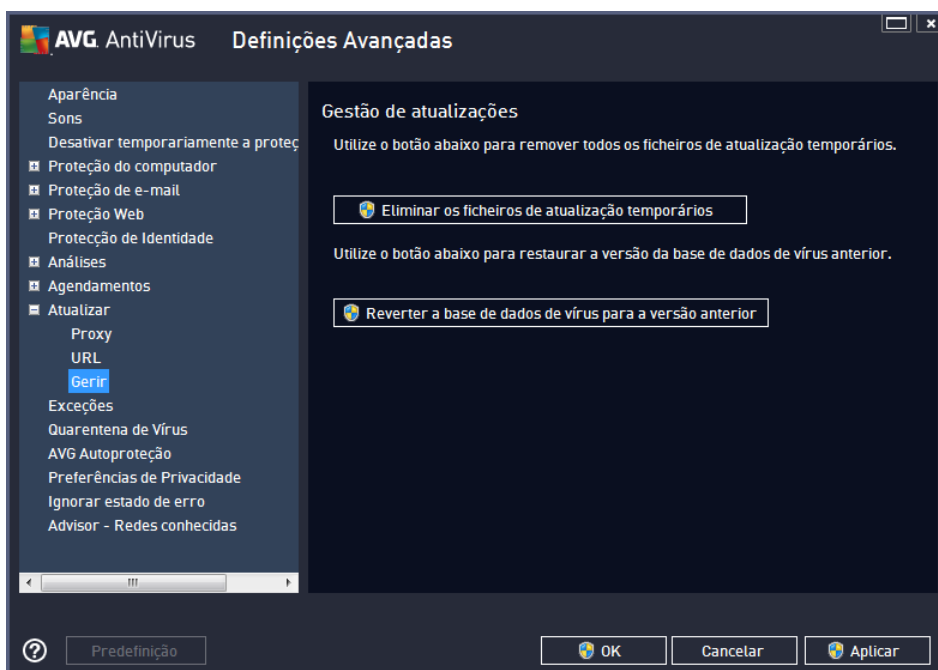 AVG. AntiVirus Definições Avançadas
Aparência
Sons
Desativar temporariamente a proteç
Proteção do computador
Proteção de e-mail
Proteção Web
Protecção de Identidade
Análises
Agendamentos
Atualizar
Proxy
URL
Gerir
Exceções
Quarentena de Vírus
AVG Autoproteção
Preferências de Privacidade
Ignorar estado de erro
Advisor - Redes conhecidas
Gestão de atualizações
Utilize o botão abaixo para remover todos os ficheiros de atualização temporários.
Eliminar os ficheiros de atualização temporários
Utilize o botão abaixo para restaurar a versão da base de dados de vírus anterior.
Reverter a base de dados de vírus para a versão anterior
Predefinição
OK
Cancelar
Aplicar